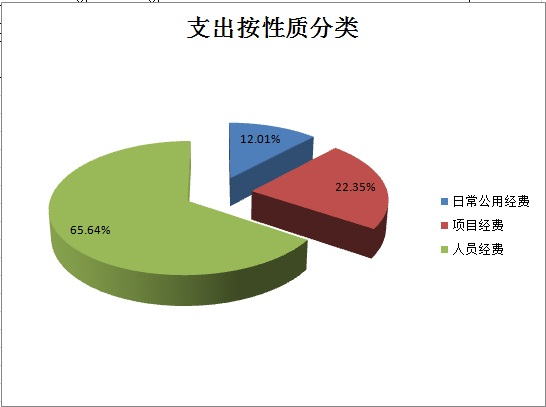 支出按性质分类
12.01%
22.35%
65.64%
日常公用经费
项目经费
人员经费